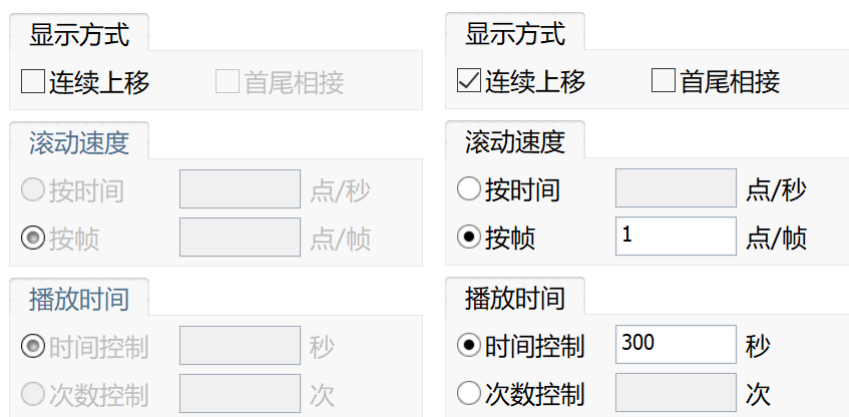 显示方式
连续上移 首尾相接
滚动速度
按时间 点/秒
按帧 点/帧
播放时间
时间控制 秒
次数控制 次
显示方式
连续上移 首尾相接
滚动速度
按时间 点/秒
按帧 1 点/帧
播放时间
时间控制 300 秒
次数控制 次